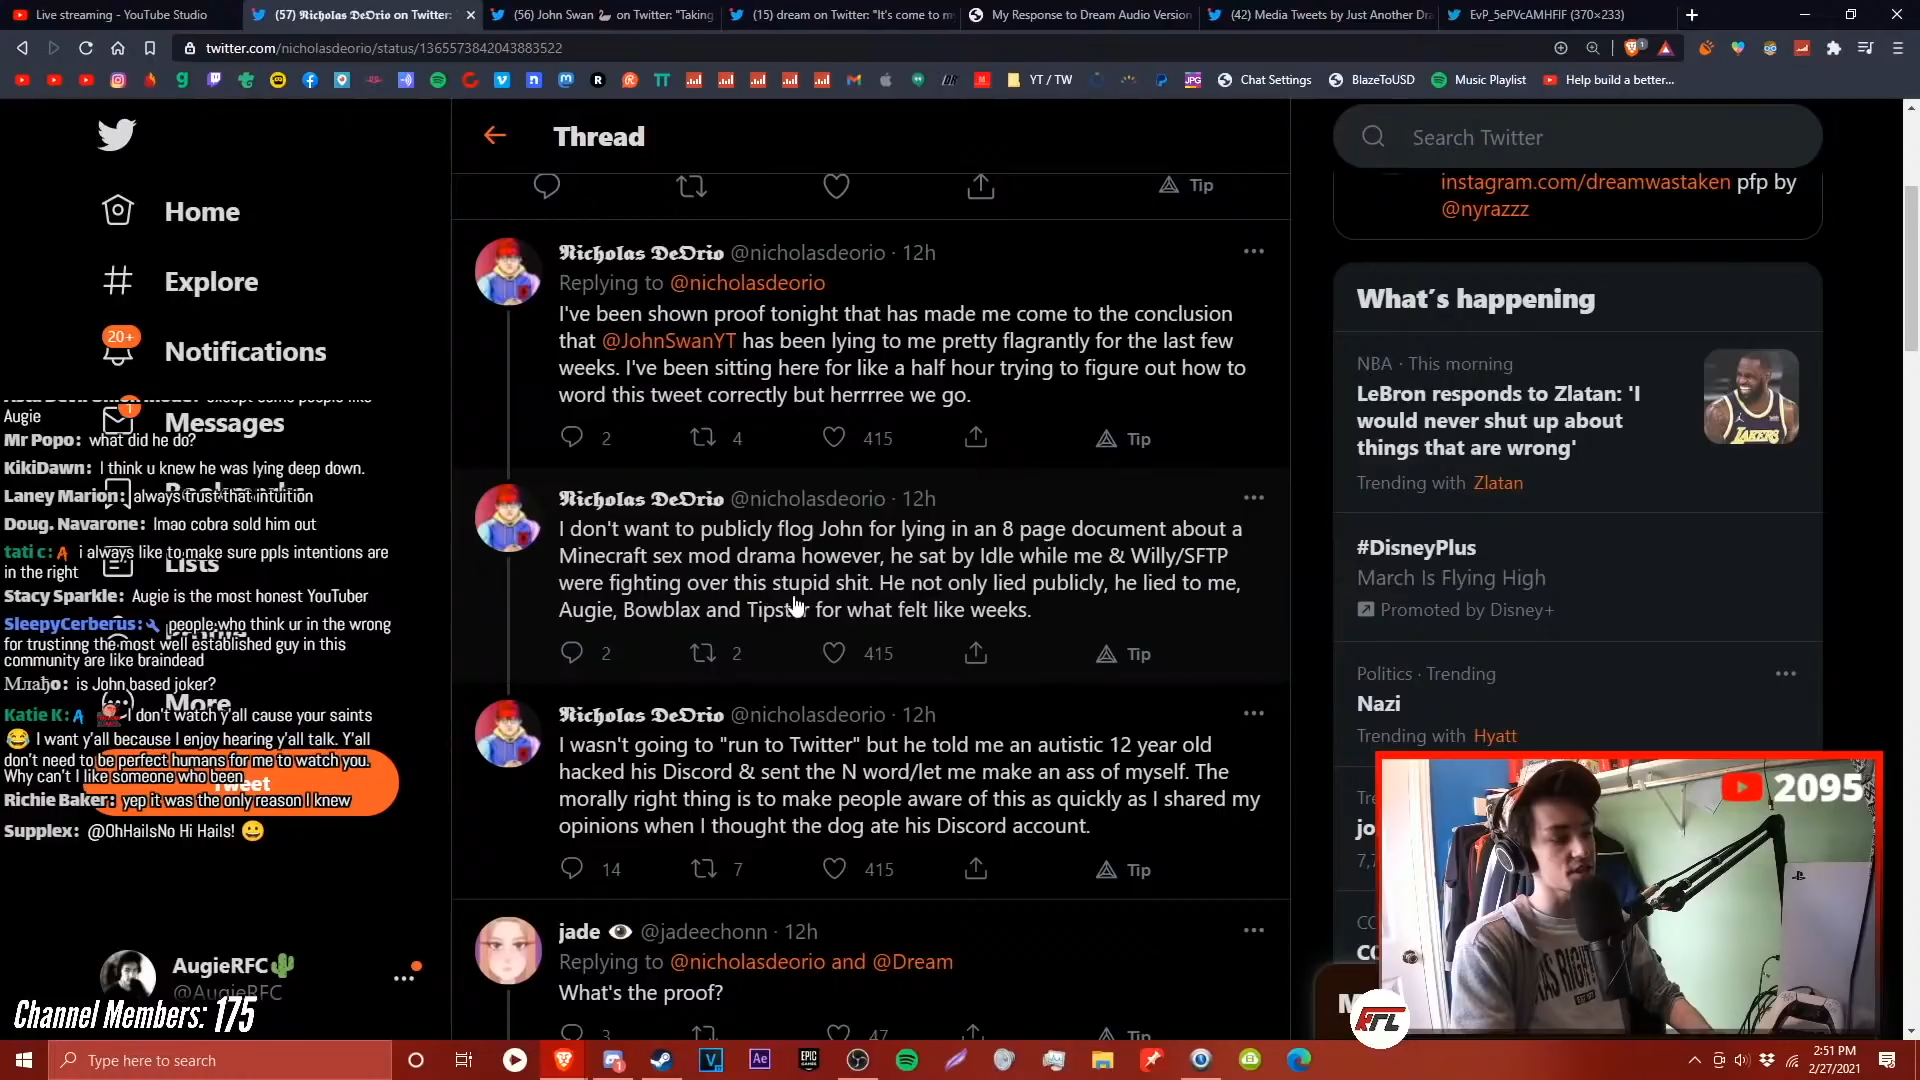 Live streaming - YouTube Studio
(57) 𝕹𝖎𝖈𝖍𝖔𝖑𝖆𝖘 𝕯𝖊𝕺𝖗𝖎𝖔 on Twitter:
(56) John Swan 🦢 on Twitter: "Taking
(15) dream on Twitter: "It's come to my
My Response to Dream Audio Version
(42) Media Tweets by Just Another Dr
EvP_5ePVcAMHFlF (370×233)
twitter.com/nicholasdeorio/status/1365573842043883522
YT / TW
Chat Settings
BlazeToUSD
Music Playlist
Help build a better...
Home
Explore
20+
Notifications
1
Messages
Lists
More
Tweet
AugieRFC🌵
@AugieRFC
Channel Members: 175
Augie
Mr Popo: what did he do?
KikiDawn: I think u knew he was lying deep down.
Laney Marion: always trust that intuition
Doug. Navarone: lmao cobra sold him out
tati c: i always like to make sure ppls intentions are
in the right
Stacy Sparkle: Augie is the most honest YouTuber
SleepyCerberus: people who think ur in the wrong
for trustinng the most well established guy in this
community are like braindead
Млађо: is John based joker?
Katie K: I don't watch y'all cause your saints
😂 I want y'all because I enjoy hearing y'all talk. Y'all
don't need to be perfect humans for me to watch you.
Why can't I like someone who been
Richie Baker: yep it was the only reason I knew
Supplex: @OhHailsNo Hi Hails! 😀
Thread
Tip
𝕹𝖎𝖈𝖍𝖔𝖑𝖆𝖘 𝕯𝖊𝕺𝖗𝖎𝖔 @nicholasdeorio · 12h
Replying to @nicholasdeorio
I've been shown proof tonight that has made me come to the conclusion
that @JohnSwanYT has been lying to me pretty flagrantly for the last few
weeks. I've been sitting here for like a half hour trying to figure out how to
word this tweet correctly but herrrree we go.
2 4 415 Tip
𝕹𝖎𝖈𝖍𝖔𝖑𝖆𝖘 𝕯𝖊𝕺𝖗𝖎𝖔 @nicholasdeorio · 12h
I don't want to publicly flog John for lying in an 8 page document about a
Minecraft sex mod drama however, he sat by Idle while me & Willy/SFTP
were fighting over this stupid shit. He not only lied publicly, he lied to me,
Augie, Bowblax and Tipster for what felt like weeks.
2 2 415 Tip
𝕹𝖎𝖈𝖍𝖔𝖑𝖆𝖘 𝕯𝖊𝕺𝖗𝖎𝖔 @nicholasdeorio · 12h
I wasn't going to "run to Twitter" but he told me an autistic 12 year old
hacked his Discord & sent the N word/let me make an ass of myself. The
morally right thing is to make people aware of this as quickly as I shared my
opinions when I thought the dog ate his Discord account.
14 7 415 Tip
jade 👁 @jadeechonn · 12h
Replying to @nicholasdeorio and @Dream
What's the proof?
3 47 Tip
Search Twitter
instagram.com/dreamwastaken pfp by
@nyrazzz
What's happening
NBA · This morning
LeBron responds to Zlatan: 'I
would never shut up about
things that are wrong'
Trending with Zlatan
LAKERS
#DisneyPlus
March Is Flying High
Promoted by Disney+
Politics · Trending
Nazi
Trending with Hyatt
2095
RFC
Type here to search
2:51 PM
2/27/2021